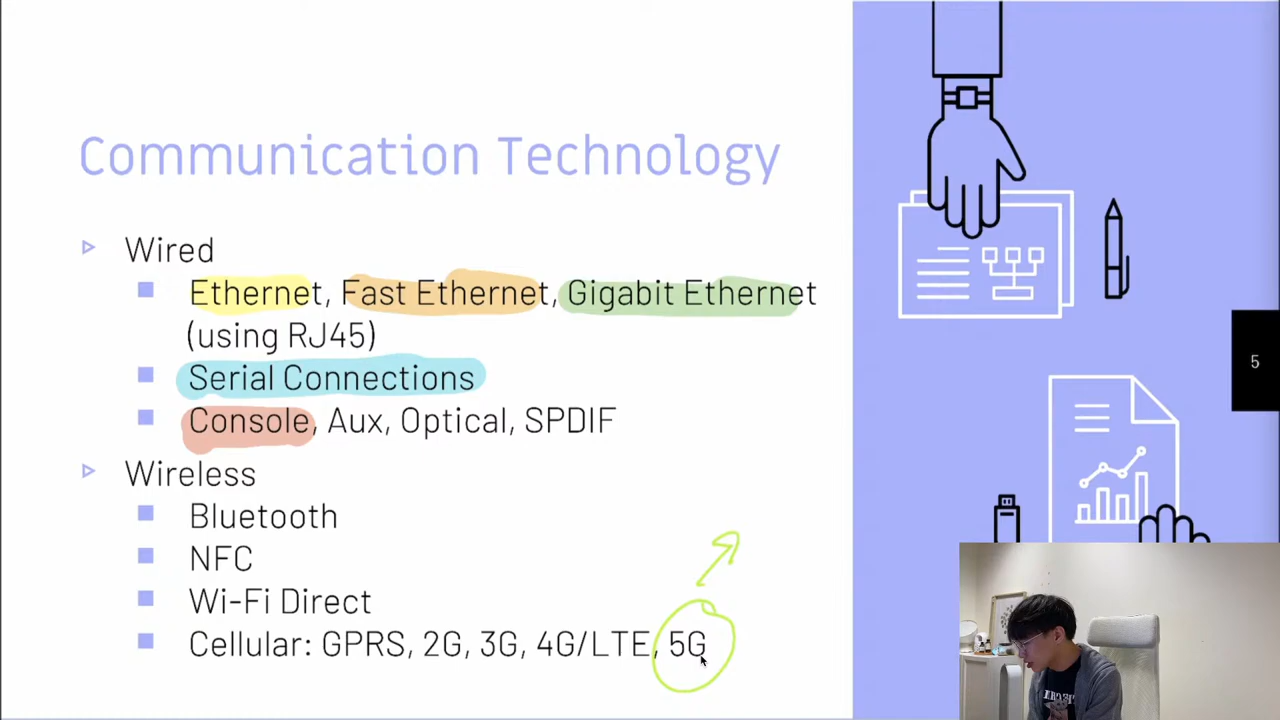 Communication Technology
Wired
Ethernet, Fast Ethernet, Gigabit Ethernet
(using RJ45)
Serial Connections
Console, Aux, Optical, SPDIF
Wireless
Bluetooth
NFC
Wi-Fi Direct
Cellular: GPRS, 2G, 3G, 4G/LTE, 5G
5